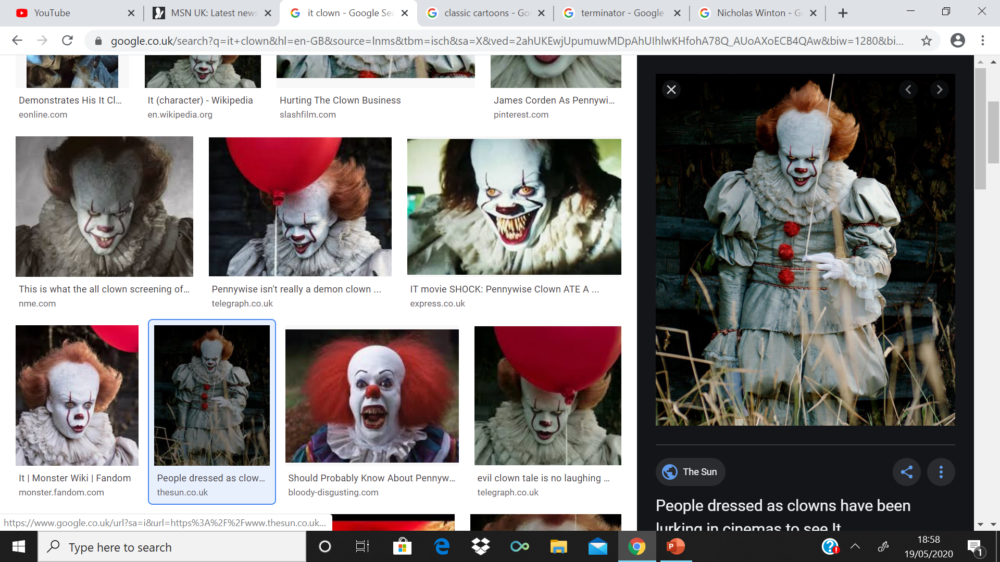 YouTube
MSN UK: Latest news
it clown - Google Sea
classic cartoons - Go
terminator - Google
Nicholas Winton - Go
google.co.uk/search?q=it+clown&hl=en-GB&source=lnms&tbm=isch&sa=X&ved=2ahUKEwjUpumuwMDpAhUIhlwKHfohA78Q_AUoAXoECB4QAw&biw=1280&bi...
Demonstrates His It Cl...
eonline.com
It (character) - Wikipedia
en.wikipedia.org
Hurting The Clown Business
slashfilm.com
James Corden As Pennywi...
pinterest.com
This is what the all clown screening of...
nme.com
Pennywise isn't really a demon clown ...
telegraph.co.uk
IT movie SHOCK: Pennywise Clown ATE A ...
express.co.uk
It | Monster Wiki | Fandom
monster.fandom.com
People dressed as clow...
thesun.co.uk
Should Probably Know About Pennyw...
bloody-disgusting.com
evil clown tale is no laughing ...
telegraph.co.uk
The Sun
People dressed as clowns have been
lurking in cinemas to see It
https://www.google.co.uk/url?sa=i&url=https%3A%2F%2Fwww.thesun.co.uk...
Type here to search
P
18:58
19/05/2020
1